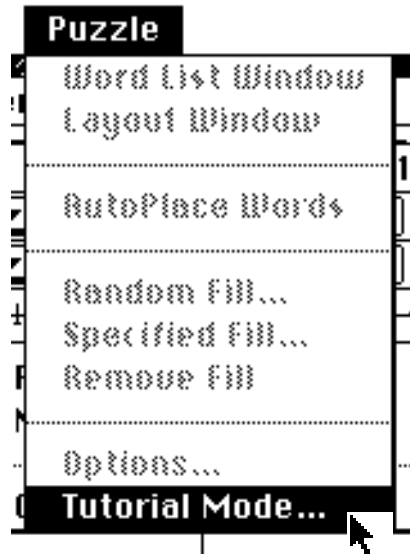 Puzzle
Word List Window
Layout Window
AutoPlace Words
Random Fill...
Specified Fill...
Remove Fill
Options...
Tutorial Mode...